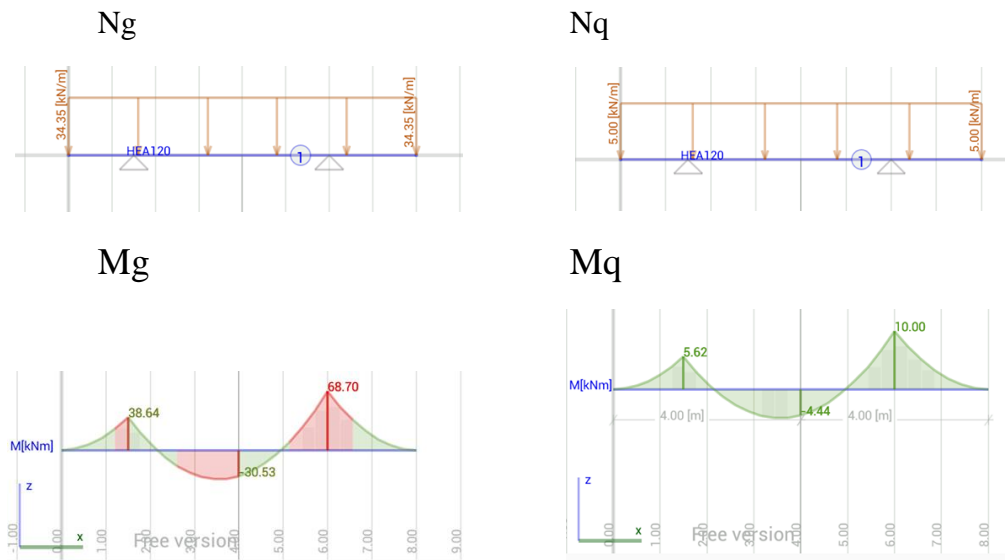 Ng
Nq
34.35 [kN/m]
34.35 [kN/m]
HEA120
1
5.00 [kN/m]
5.00 [kN/m]
HEA120
1
Mg
Mq
68.70
38.64
M[kNm]
-30.53
z
x
Free version
-1.00 0.00 1.00 2.00 3.00 4.00 5.00 6.00 7.00 8.00 9.00
10.00
5.62
M[kNm]
-4.44
4.00 [m]
4.00 [m]
z
x
Free version
0.00 1.00 2.00 3.00 4.00 5.00 6.00 7.00 8.00